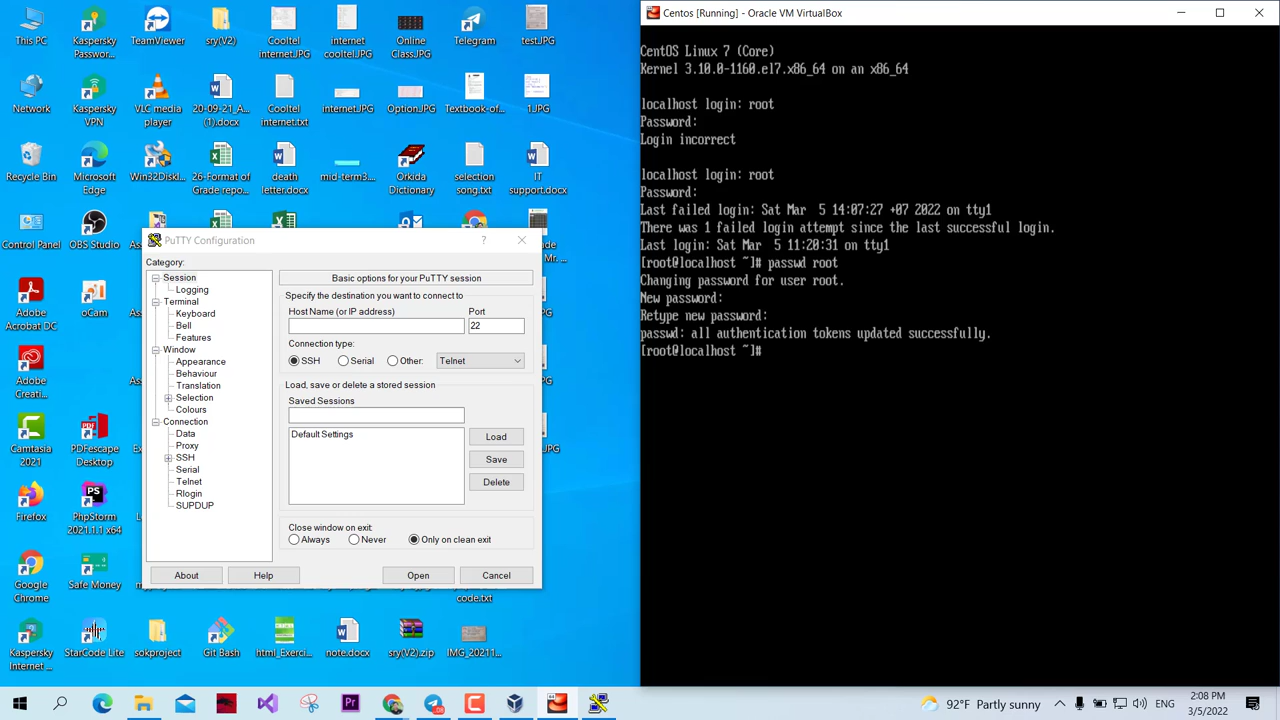 This PC
Kaspersky Passwor...
TeamViewer
sry(V2)
Cooltel internet.JPG
internet cooltel.JPG
Online ClassJPG
Telegram
testJPG
Network
Kaspersky VPN
VLC media player
20-09-21_A... (1).docx
Cooltel internet.txt
internet.JPG
OptionJPG
Textbook-of...
1JPG
Recycle Bin
Microsoft Edge
Win32Diskl...
26-Format of Grade repo...
death letter.docx
mid-term3...
Orkida Dictionary
selection song.txt
IT support.docx
Control Panel
OBS Studio
Adobe Acrobat DC
oCam
Adobe Creati...
Camtasia 2021
PDFescape Desktop
Firefox
PhpStorm 2021.1.1 x64
Google Chrome
Safe Money
code.txt
Kaspersky Internet ...
StarCode Lite
sokproject
Git Bash
html_Exerci...
note.docx
sry(V2).zip
IMG_20211...
PuTTY Configuration
?
Category:
Session
Logging
Terminal
Keyboard
Bell
Features
Window
Appearance
Behaviour
Translation
Selection
Colours
Connection
Data
Proxy
SSH
Serial
Telnet
Rlogin
SUPDUP
Basic options for your PuTTY session
Specify the destination you want to connect to
Host Name (or IP address) Port
22
Connection type:
SSH Serial Other: Telnet
Load, save or delete a stored session
Saved Sessions
Default Settings
Load
Save
Delete
Close window on exit:
Always Never Only on clean exit
About Help Open Cancel
Centos [Running] - Oracle VM VirtualBox
CentOS Linux 7 (Core)
Kernel 3.10.0-1160.el7.x86_64 on an x86_64
localhost login: root
Password:
Login incorrect
localhost login: root
Password:
Last failed login: Sat Mar  5 14:07:27 +07 2022 on tty1
There was 1 failed login attempt since the last successful login.
Last login: Sat Mar  5 11:20:31 on tty1
[root@localhost ~]# passwd root
Changing password for user root.
New password:
Retype new password:
passwd: all authentication tokens updated successfully.
[root@localhost ~]#
92°F Partly sunny
ENG
2:08 PM
3/5/2022